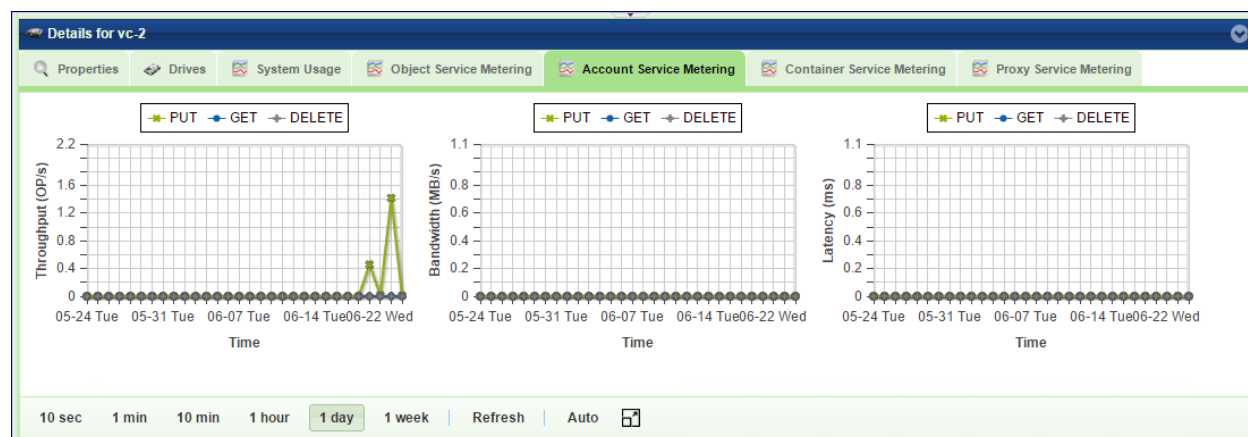 Details for vc-2
Properties Drives System Usage Object Service Metering Account Service Metering Container Service Metering Proxy Service Metering
PUT GET DELETE
Throughput (OP/s)
2.2
1.6
1.2
0.8
0.4
0
05-24 Tue 05-31 Tue 06-07 Tue 06-14 Tue 06-22 Wed
Time
PUT GET DELETE
Bandwidth (MB/s)
1.1
0.8
0.6
0.4
0.2
0
05-24 Tue 05-31 Tue 06-07 Tue 06-14 Tue 06-22 Wed
Time
PUT GET DELETE
Latency (ms)
1.1
0.8
0.6
0.4
0.2
0
05-24 Tue 05-31 Tue 06-07 Tue 06-14 Tue 06-22 Wed
Time
10 sec 1 min 10 min 1 hour 1 day 1 week Refresh Auto